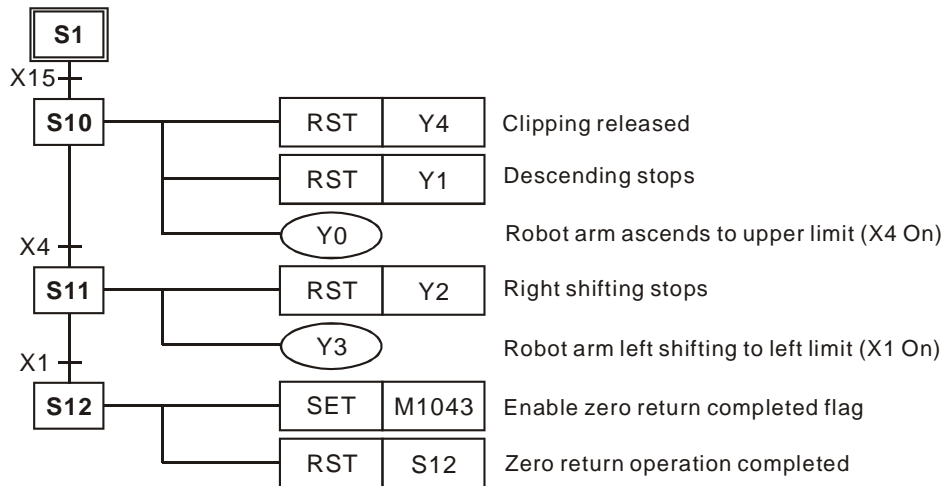 S1
X15
S10 RST Y4 Clipping released
RST Y1 Descending stops
Y0 Robot arm ascends to upper limit (X4 On)
X4
S11 RST Y2 Right shifting stops
Y3 Robot arm left shifting to left limit (X1 On)
X1
S12 SET M1043 Enable zero return completed flag
RST S12 Zero return operation completed